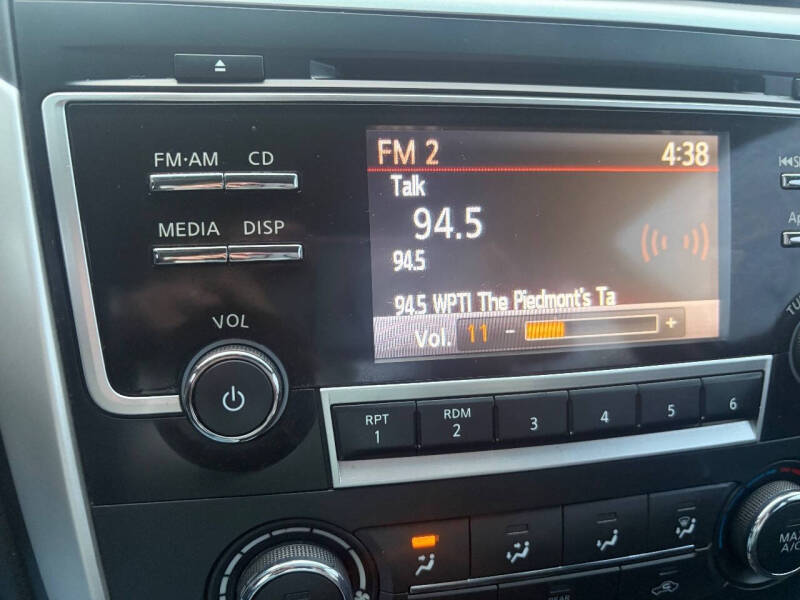 FM·AM CD
MEDIA DISP
VOL
FM 2 4:38
Talk
94.5
94.5
94.5 WPTI The Piedmont's Ta
Vol. 11 - +
RPT 1
RDM 2
3
4
5
6
MAX A/C